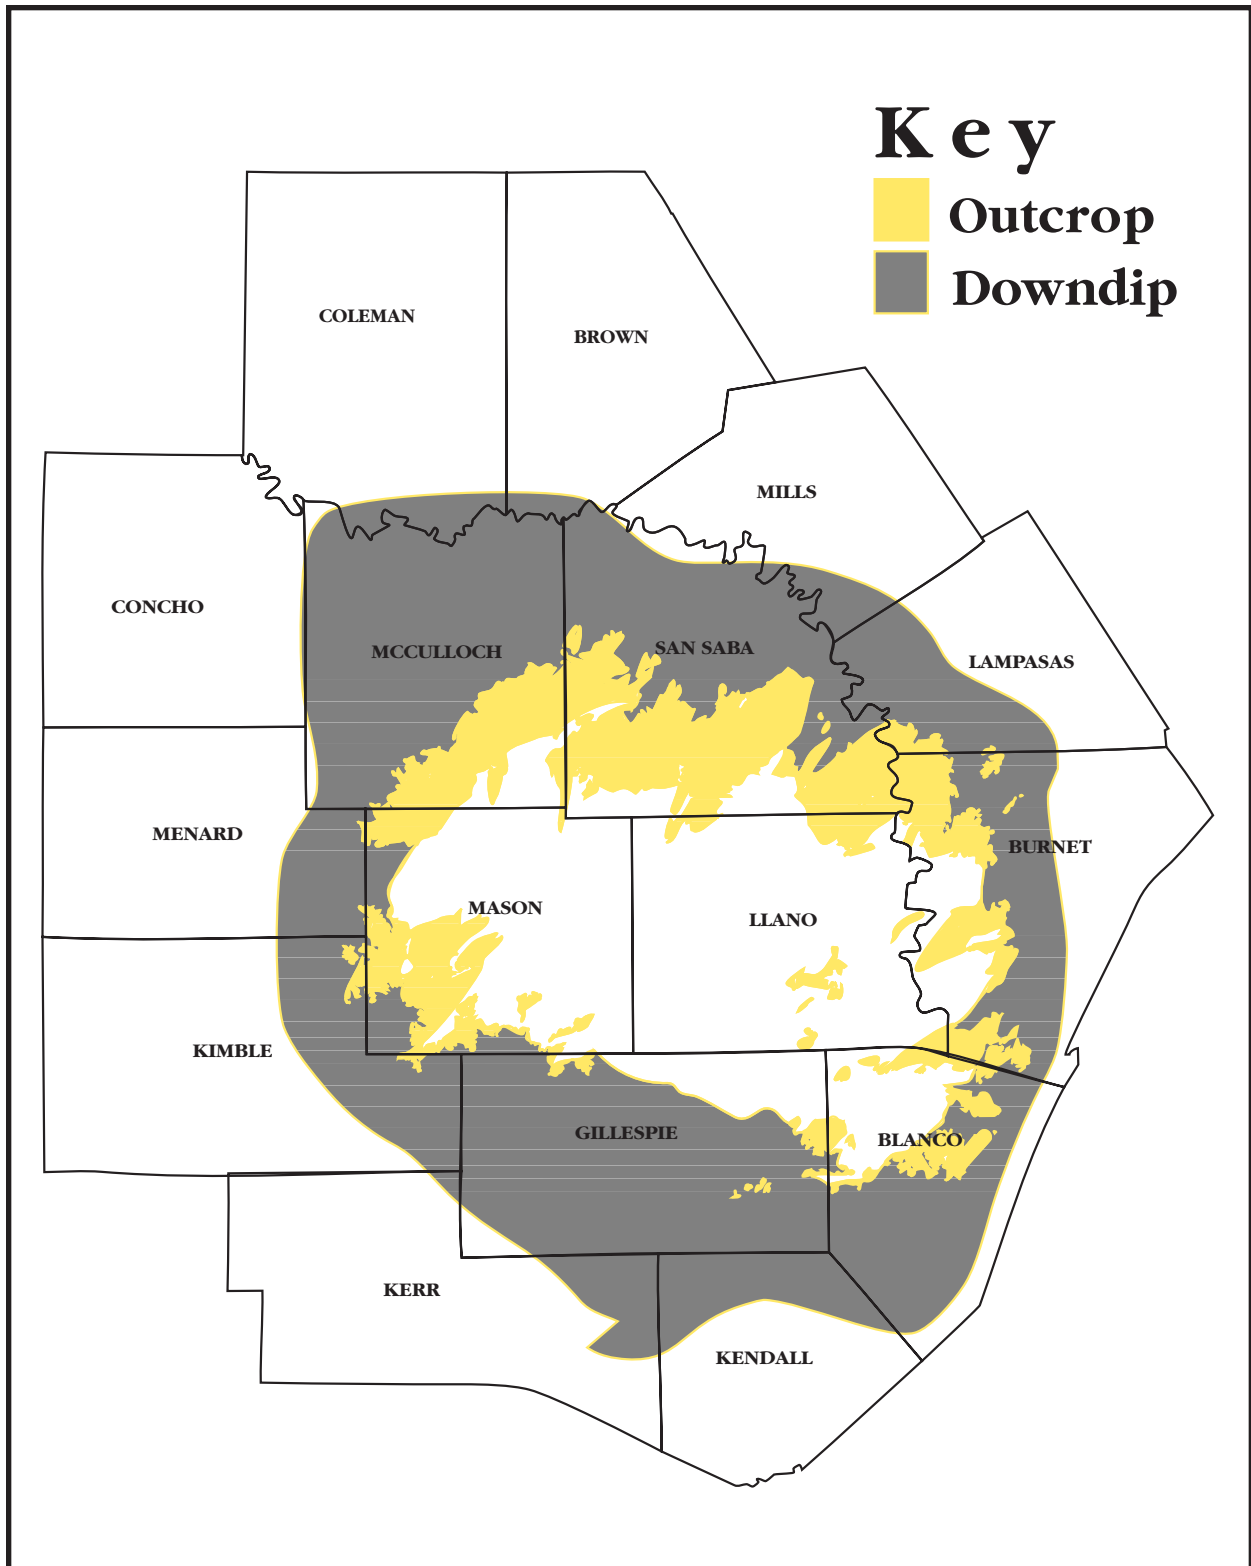 Key
Outcrop
Downdip
COLEMAN
BROWN
MILLS
CONCHO
MCCULLOCH
SAN SABA
LAMPASAS
MENARD
BURNET
MASON
LLANO
KIMBLE
GILLESPIE
BLANCO
KERR
KENDALL